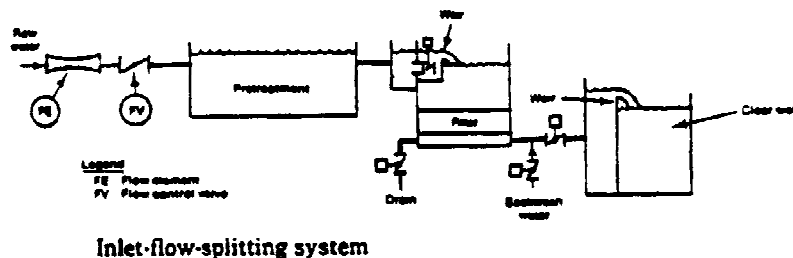 Raw
water
Weir
Pretreatment
Filter
Weir
Clear we
FE
FV
Legend
FE Flow element
FV Flow control valve
Drain
Backwash
water
Inlet-flow-splitting system